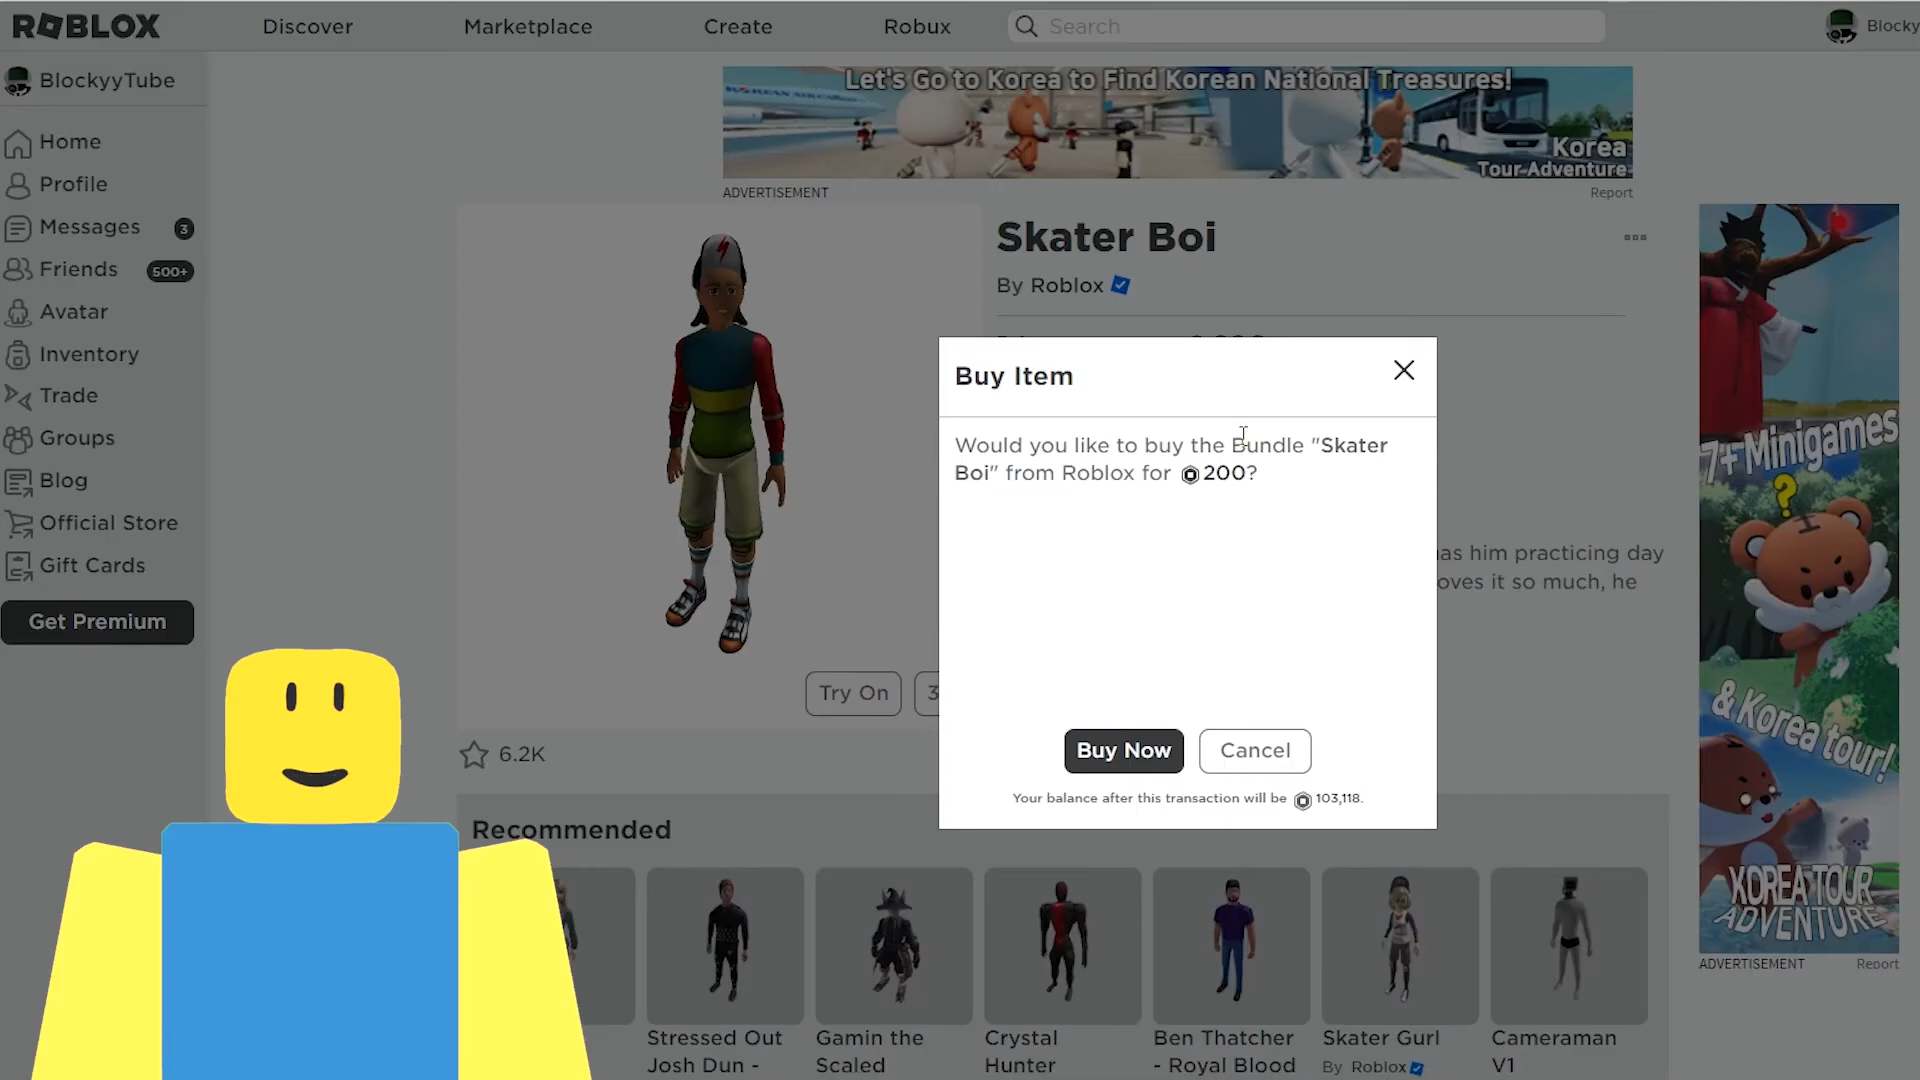 ROBLOX
Discover
Marketplace
Create
Robux
Search
Blocky
BlockyyTube
Home
Profile
Messages
3
Friends
500+
Avatar
Inventory
Trade
Groups
Blog
Official Store
Gift Cards
Get Premium
Let's Go to Korea to Find Korean National Treasures!
KOREAN AIR
Korea
Tour Adventure
ADVERTISEMENT
Report
Skater Boi
By Roblox
Buy Item
Would you like to buy the Bundle "Skater
Boi" from Roblox for 200?
Buy Now
Cancel
Your balance after this transaction will be 103,118.
as him practicing day
oves it so much, he
Try On
3
6.2K
Recommended
Stressed Out
Josh Dun -
Gamin the
Scaled
Crystal
Hunter
Ben Thatcher
- Royal Blood
Skater Gurl
By Roblox
Cameraman
V1
7+ Minigames
?
& Korea tour!
KOREA TOUR
ADVENTURE
ADVERTISEMENT
Report